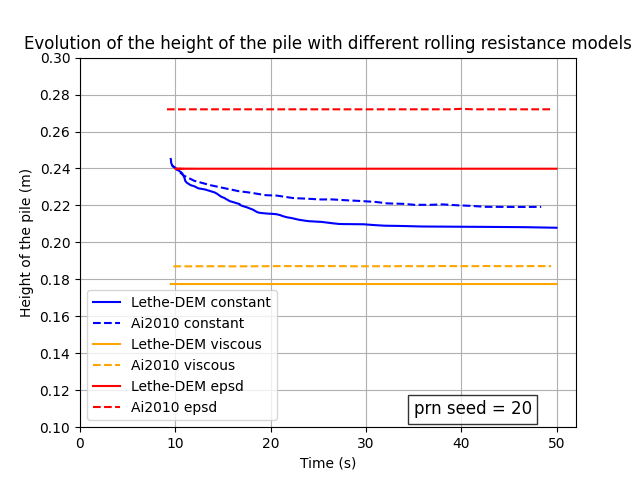 Evolution of the height of the pile with different rolling resistance models
0.30
0.28
0.26
0.24
0.22
0.20
0.18
0.16
0.14
0.12
0.10
Height of the pile (m)
Lethe-DEM constant
Ai2010 constant
Lethe-DEM viscous
Ai2010 viscous
Lethe-DEM epsd
Ai2010 epsd
prn seed = 20
0 10 20 30 40 50
Time (s)